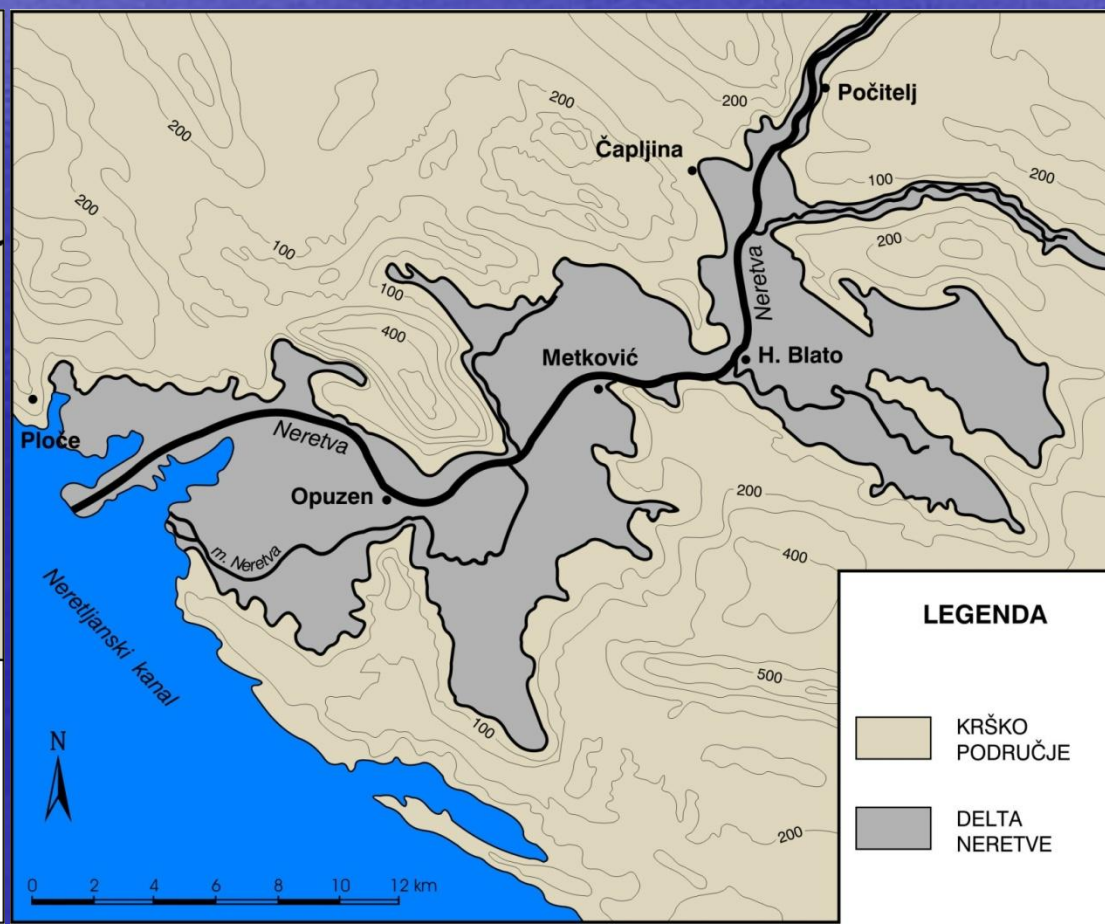 200
200
200
200
Počitelj
Čapljina
100
200
200
200
100
Neretva
100
400
Metković
H. Blato
Ploče
Neretva
Opuzen
200
m. Neretva
400
Neretljanski kanal
500
100
N
200
0 2 4 6 8 10 12 km
LEGENDA
KRŠKO
PODRUČJE
DELTA
NERETVE